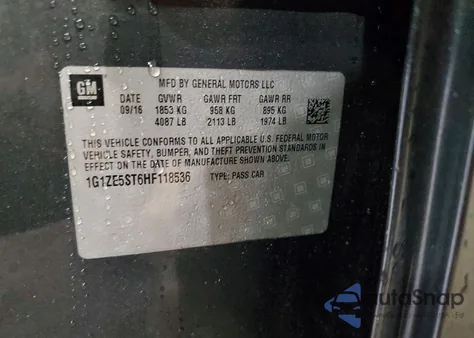 GM
MFD BY GENERAL MOTORS LLC
DATE GVWR GAWR FRT GAWR RR
09/16 1853 KG 958 KG 895 KG
4087 LB 2113 LB 1974 LB
THIS VEHICLE CONFORMS TO ALL APPLICABLE U.S. FEDERAL MOTOR
VEHICLE SAFETY, BUMPER, AND THEFT PREVENTION STANDARDS IN
EFFECT ON THE DATE OF MANUFACTURE SHOWN ABOVE.
1G1ZE5ST6HF118536 TYPE: PASS CAR
AutoSnap